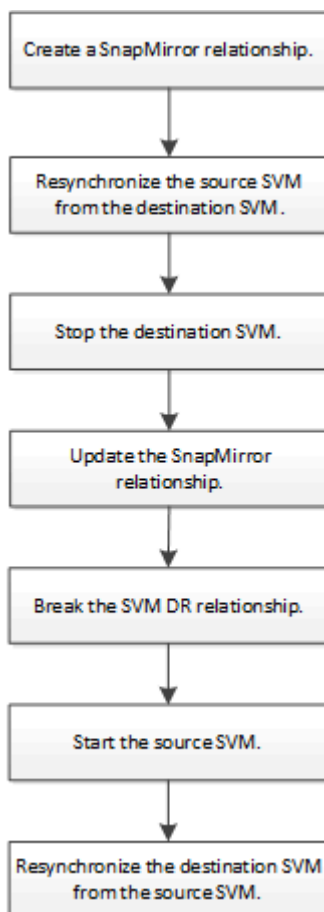 Create a SnapMirror relationship.
Resynchronize the source SVM
from the destination SVM.
Stop the destination SVM.
Update the SnapMirror
relationship.
Break the SVM DR relationship.
Start the source SVM.
Resynchronize the destination SVM
from the source SVM.